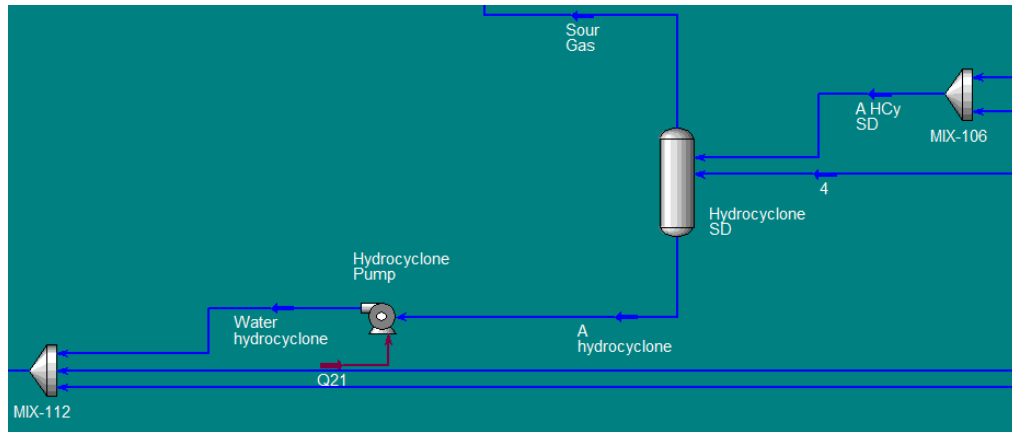 Sour
Gas
A HCy
SD
MIX-106
4
Hydrocyclone
SD
Hydrocyclone
Pump
Water
hydrocyclone
A
hydrocyclone
Q21
MIX-112